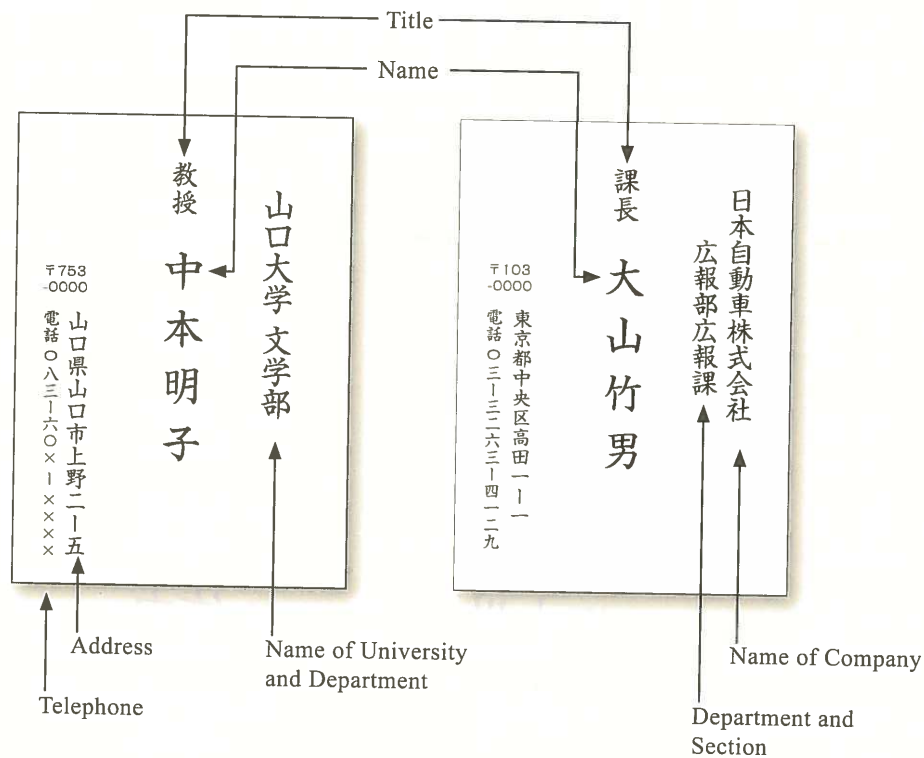 Title
Name
山口大学 文学部
教授 中本明子
〒753
-0000
山口県山口市上野二ー五
電話〇八三ー六〇×ー××××
日本自動車株式会社
広報部広報課
課長 大山竹男
〒103
-0000
東京都中央区高田一ー一
電話〇三ー三二六三ー四一二九
Address
Telephone
Name of University
and Department
Name of Company
Department and
Section